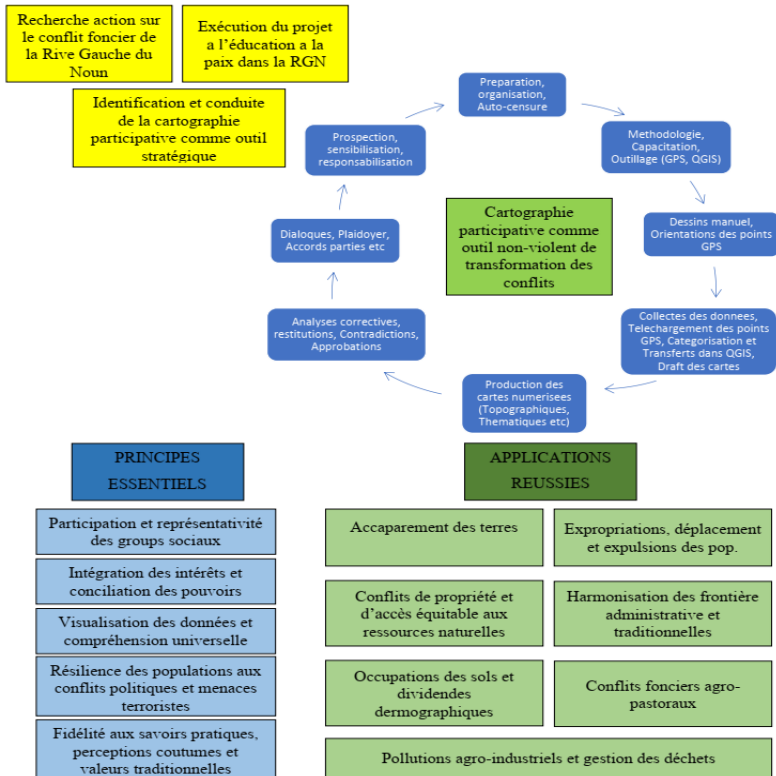 Recherche action sur
le conflit foncier de
la Rive Gauche du
Noun
Exécution du projet
a l'éducation a la
paix dans la RGN
Identification et conduite
de la cartographie
participative comme outil
stratégique
Preparation,
organisation,
Auto-censure
Methodologie,
Capacitation,
Outillage (GPS, QGIS)
Dessins manuel,
Orientations des points
GPS
Collectes des donnees,
Telechargement des points
GPS, Categorisation et
Transferts dans QGIS,
Draft des cartes
Production des
cartes numerisees
(Topographiques,
Thematiques etc)
Analyses correctives,
restitutions, Contradictions,
Approbations
Dialoques, Plaidoyer,
Accords parties etc
Prospection,
sensibilisation,
responsabilisation
Cartographie
participative comme
outil non-violent de
transformation des
conflits
PRINCIPES
ESSENTIELS
Participation et représentativité
des groups sociaux
Intégration des intérêts et
conciliation des pouvoirs
Visualisation des données et
compréhension universelle
Résilience des populations aux
conflits politiques et menaces
terroristes
Fidélité aux savoirs pratiques,
perceptions coutumes et
valeurs traditionnelles
APPLICATIONS
REUSSIES
Accaparement des terres
Expropriations, déplacement
et expulsions des pop.
Conflits de propriété et
d'accès équitable aux
ressources naturelles
Harmonisation des frontière
administrative et
traditionnelles
Occupations des sols et
dividendes
dermographiques
Conflits fonciers agro-
pastoraux
Pollutions agro-industriels et gestion des déchets